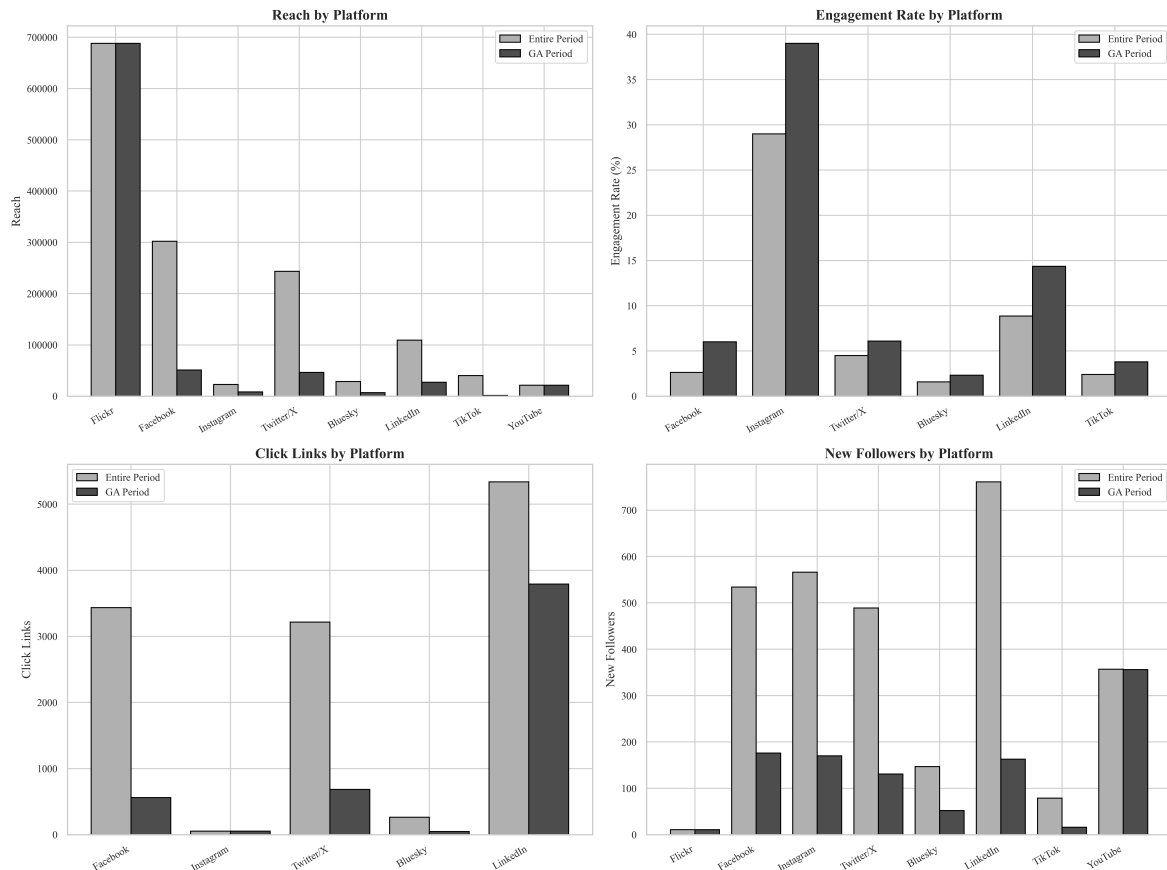 Reach by Platform
Entire Period
GA Period
Reach
700000
600000
500000
400000
300000
200000
100000
0
Flickr
Facebook
Instagram
Twitter/X
Bluesky
LinkedIn
TikTok
YouTube
Engagement Rate by Platform
Entire Period
GA Period
Engagement Rate (%)
40
35
30
25
20
15
10
5
0
Facebook
Instagram
Twitter/X
Bluesky
LinkedIn
TikTok
Click Links by Platform
Entire Period
GA Period
Click Links
5000
4000
3000
2000
1000
0
Facebook
Instagram
Twitter/X
Bluesky
LinkedIn
New Followers by Platform
Entire Period
GA Period
New Followers
700
600
500
400
300
200
100
0
Flickr
Facebook
Instagram
Twitter/X
Bluesky
LinkedIn
TikTok
YouTube